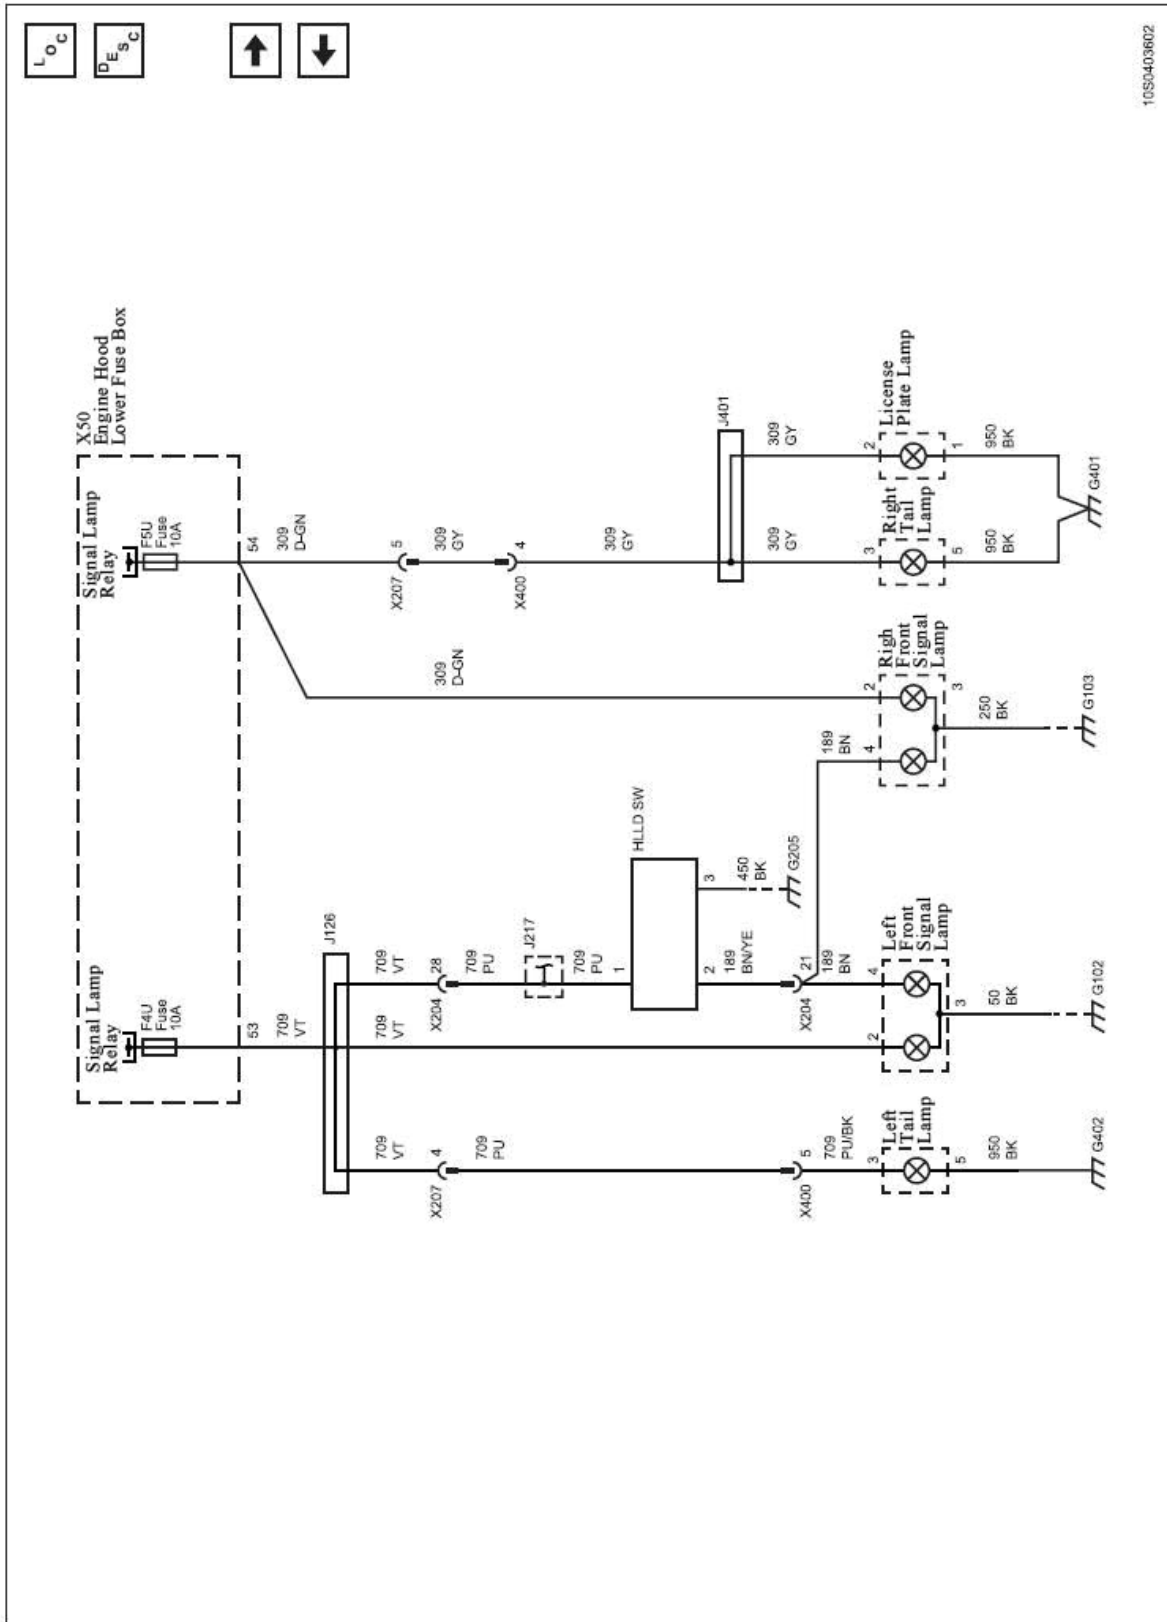 L O C
D E S C
X50
Engine Hood
Lower Fuse Box
Signal Lamp
Relay
F4U
Fuse
10A
53
709
VT
Signal Lamp
Relay
F5U
Fuse
10A
54
309
D-GN
J126
709
VT
4
X207
709
PU
709
VT
709
VT
28
X204
709
PU
J217
709
PU
1
HLLD SW
2
3
189
BN/YE
450
BK
G205
21
X204
189
BN
189
BN
309
D-GN
5
X207
309
GY
4
X400
309
GY
J401
309
GY
309
GY
5
X400
709
PU/BK
3
Left
Tail
Lamp
5
950
BK
G402
2
4
Left
Front
Signal
Lamp
3
50
BK
G102
4
2
Righ
Front
Signal
Lamp
3
250
BK
G103
3
Right
Tail
Lamp
5
950
BK
2
License
Plate Lamp
1
950
BK
G401
10S0403602